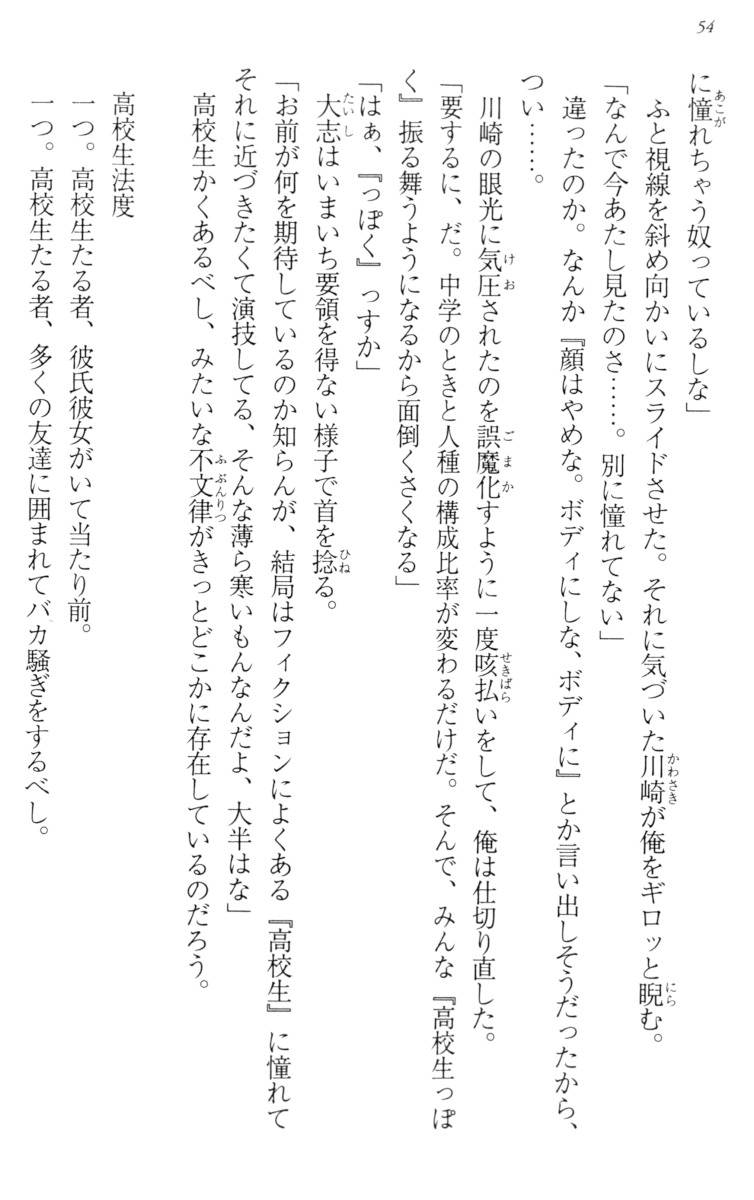 54
に憧れちゃう奴っているしな」
　ふと視線を斜め向かいにスライドさせた。それに気づいた川崎が俺をギロッと睨む。
「なんで今あたし見たのさ……。別に憧れてない」
　違ったのか。なんか『顔はやめな。ボディにしな、ボディに』とか言い出しそうだったから、
つい……。
　川崎の眼光に気圧されたのを誤魔化すように一度咳払いをして、俺は仕切り直した。
「要するに、だ。中学のときと人種の構成比率が変わるだけだ。そんで、みんな『高校生っぽ
く』振る舞うようになるから面倒くさくなる」
「はぁ、『っぽく』っすか」
　大志はいまいち要領を得ない様子で首を捻る。
「お前が何を期待しているのか知らんが、結局はフィクションによくある『高校生』に憧れて
それに近づきたくて演技してる、そんな薄ら寒いもんなんだよ、大半はな」
　高校生かくあるべし、みたいな不文律がきっとどこかに存在しているのだろう。
高校生法度
一つ。高校生たる者、彼氏彼女がいて当たり前。
一つ。高校生たる者、多くの友達に囲まれてバカ騒ぎをするべし。